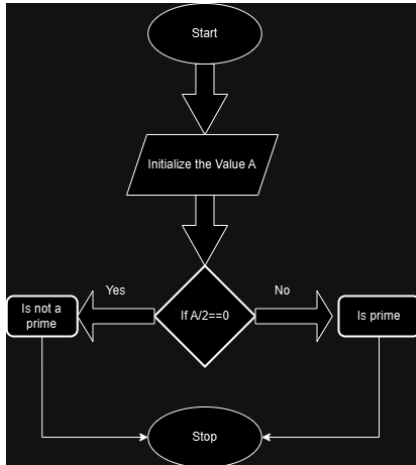 Start
Initialize the Value A
Yes
No
Is not a
prime
If A/2==0
Is prime
Stop